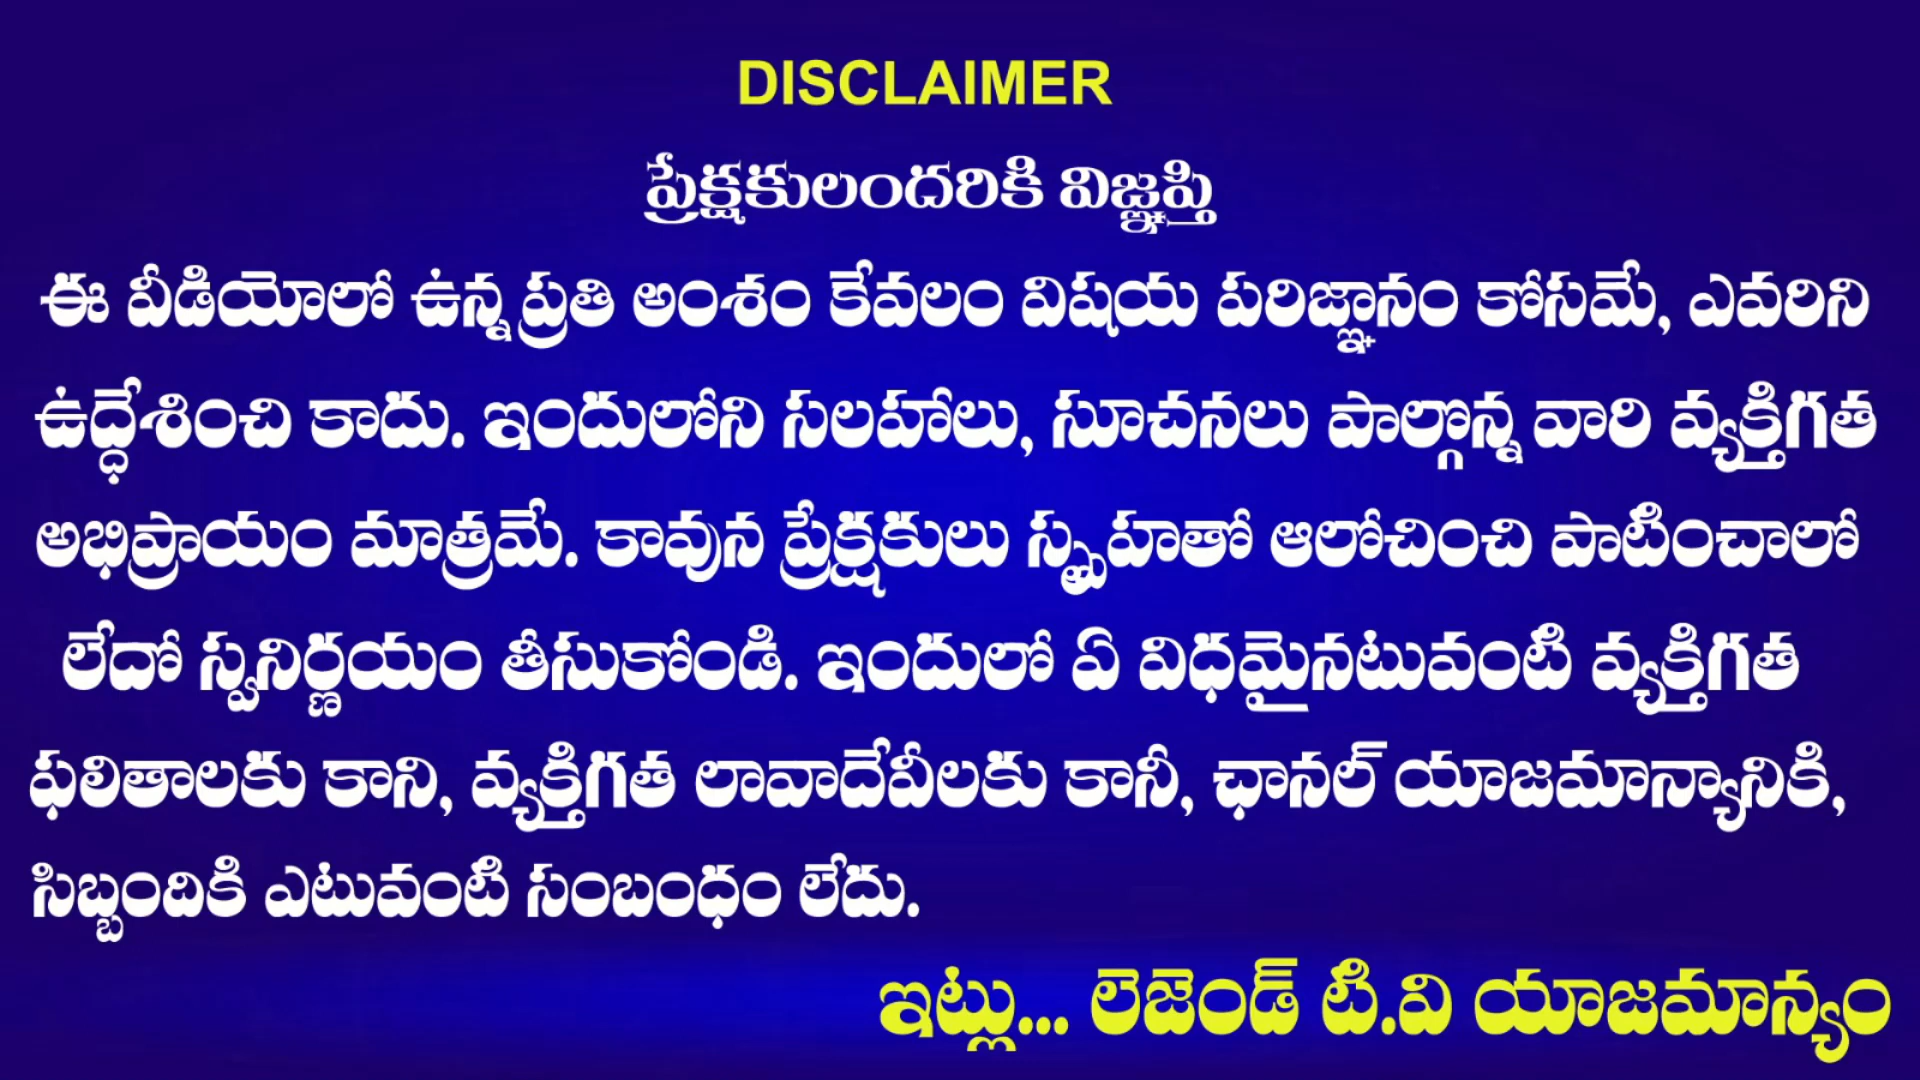 DISCLAIMER
ప్రేక్షకులందరికి విజ్ఞప్తి
ఈ వీడియోలో ఉన్న ప్రతి అంశం కేవలం విషయ పరిజ్ఞానం కోసమే, ఎవరిని
ఉద్ధేశించి కాదు. ఇందులోని సలహాలు, సూచనలు పాల్గొన్న వారి వ్యక్తిగత
అభిప్రాయం మాత్రమే. కావున ప్రేక్షకులు స్పృహతో ఆలోచించి పాటించాలో
లేదో స్వనిర్ణయం తీసుకోండి. ఇందులో ఏ విధమైనటువంటి వ్యక్తిగత
ఫలితాలకు కాని, వ్యక్తిగత లావాదేవీలకు కానీ, ఛానల్ యాజమాన్యానికి,
సిబ్బందికి ఎటువంటి సంబంధం లేదు.
ఇట్లు... లెజెండ్ టి.వి యాజమాన్యం